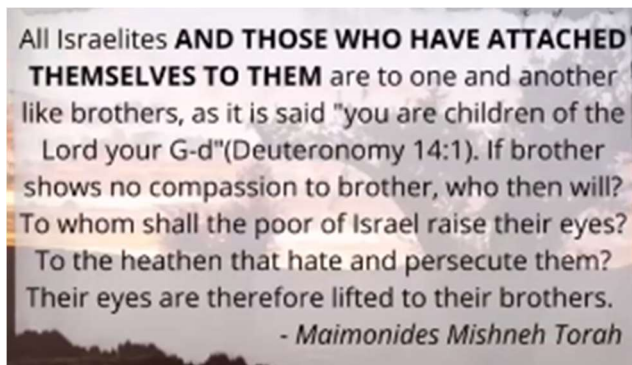 All Israelites AND THOSE WHO HAVE ATTACHED
THEMSELVES TO THEM are to one and another
like brothers, as it is said "you are children of the
Lord your G-d"(Deuteronomy 14:1). If brother
shows no compassion to brother, who then will?
To whom shall the poor of Israel raise their eyes?
To the heathen that hate and persecute them?
Their eyes are therefore lifted to their brothers.
- Maimonides Mishneh Torah